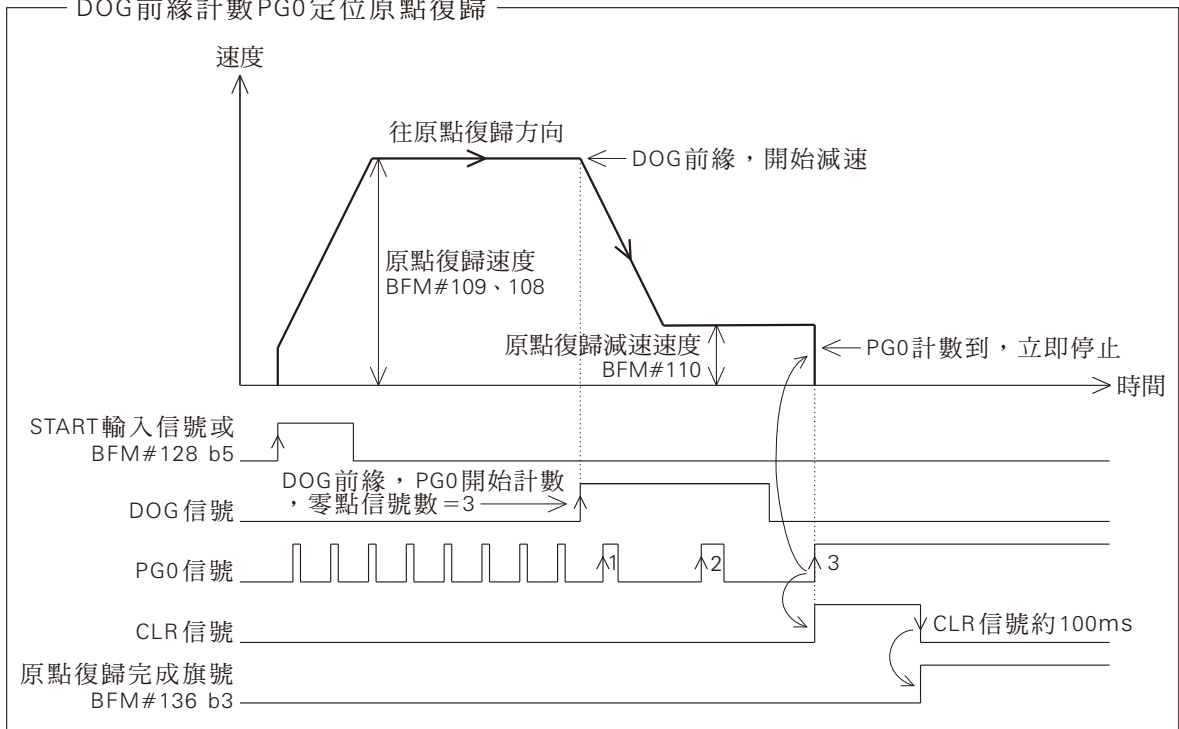 DOG前緣計數PG0定位原點復歸
速度
往原點復歸方向
DOG前緣，開始減速
原點復歸速度
BFM#109、108
原點復歸減速速度
BFM#110
PG0計數到，立即停止
時間
START輸入信號或
BFM#128 b5
DOG前緣，PG0開始計數
，零點信號數=3
DOG信號
PG0信號
1
2
3
CLR信號
CLR信號約100ms
原點復歸完成旗號
BFM#136 b3